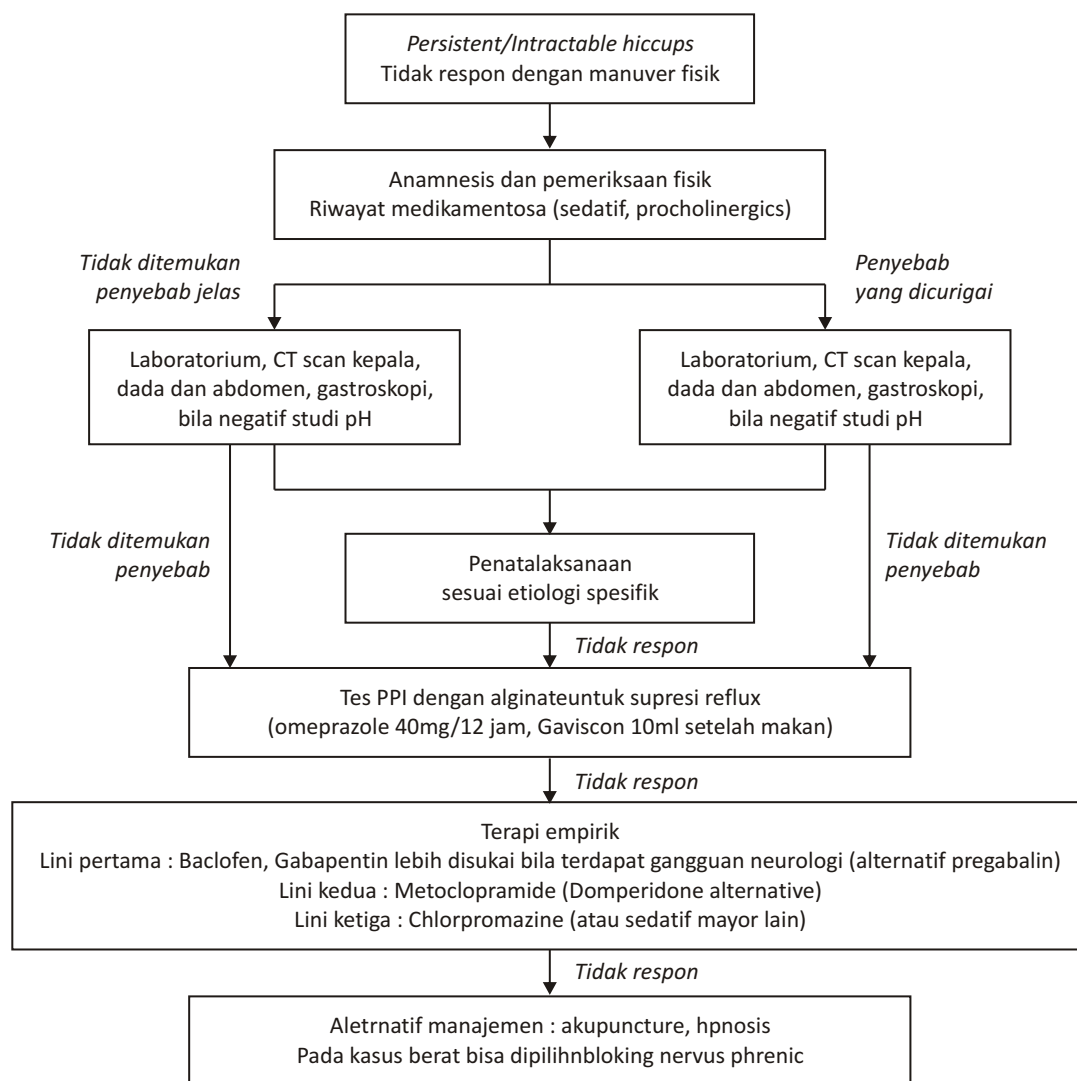 Persistent/Intractable hiccups
Tidak respon dengan manuver fisik
Anamnesis dan pemeriksaan fisik
Riwayat medikamentosa (sedatif, procholinergics)
Tidak ditemukan
penyebab jelas
Penyebab
yang dicurigai
Laboratorium, CT scan kepala,
dada dan abdomen, gastroskopi,
bila negatif studi pH
Laboratorium, CT scan kepala,
dada dan abdomen, gastroskopi,
bila negatif studi pH
Tidak ditemukan
penyebab
Penatalaksanaan
sesuai etiologi spesifik
Tidak ditemukan
penyebab
Tidak respon
Tes PPI dengan alginateuntuk supresi reflux
(omeprazole 40mg/12 jam, Gaviscon 10ml setelah makan)
Tidak respon
Terapi empirik
Lini pertama : Baclofen, Gabapentin lebih disukai bila terdapat gangguan neurologi (alternatif pregabalin)
Lini kedua : Metoclopramide (Domperidone alternative)
Lini ketiga : Chlorpromazine (atau sedatif mayor lain)
Tidak respon
Aletrnatif manajemen : akupuncture, hpnosis
Pada kasus berat bisa dipilihnbloking nervus phrenic